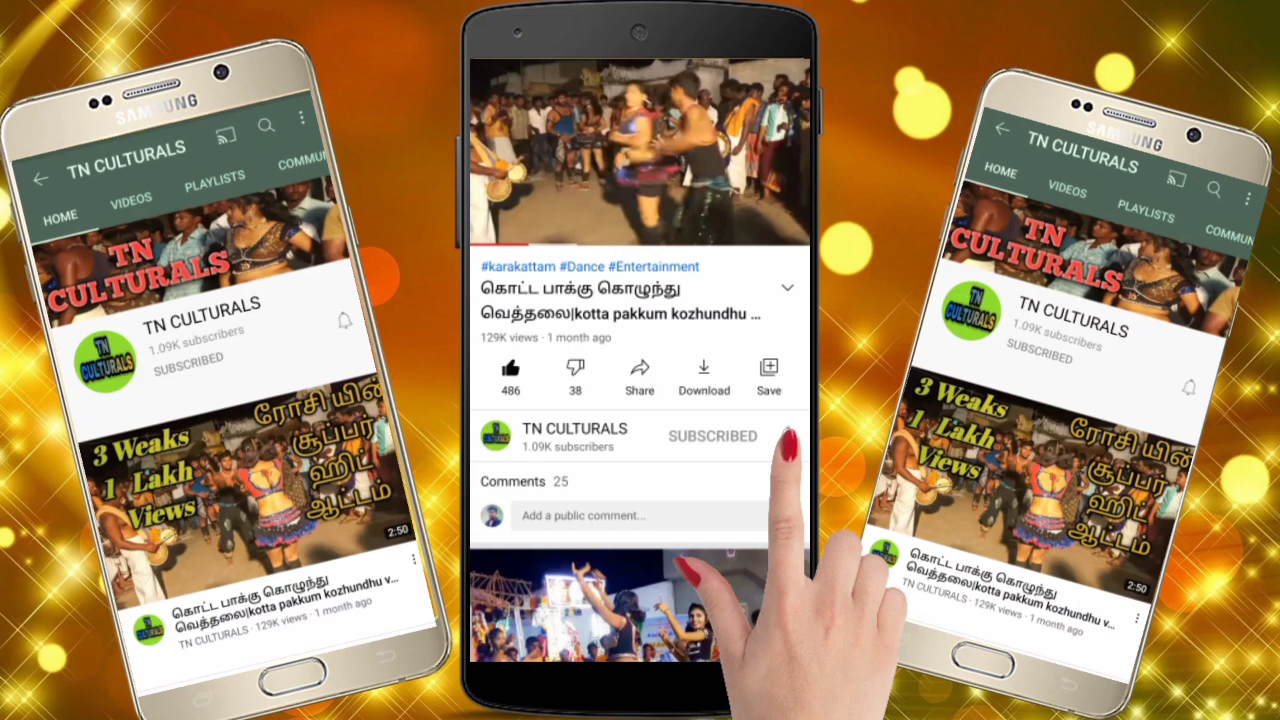 SAMSUNG
TN CULTURALS
HOME
VIDEOS
PLAYLISTS
COMMUN
TN
CULTURALS
TN CULTURALS
1.09K subscribers
SUBSCRIBED
TN
CULTURALS
3 Weaks
1 Lakh
Views
ரோசியின்
சூப்பர்
ஹிட்
ஆட்டம்
2:50
கொட்ட பாக்கு கொழுந்து
வெத்தலை|kotta pakkum kozhundhu v...
TN CULTURALS · 129K views · 1 month ago
#karakattam #Dance #Entertainment
கொட்ட பாக்கு கொழுந்து
வெத்தலை|kotta pakkum kozhundhu ...
129K views · 1 month ago
486
38
Share
Download
Save
TN CULTURALS
1.09K subscribers
SUBSCRIBED
Comments 25
Add a public comment...
SAMSUNG
TN CULTURALS
HOME
VIDEOS
PLAYLISTS
COMMUN
TN
CULTURALS
TN CULTURALS
1.09K subscribers
SUBSCRIBED
TN
CULTURALS
3 Weaks
1 Lakh
Views
ரோசியின்
சூப்பர்
ஹிட்
ஆட்டம்
2:50
கொட்ட பாக்கு கொழுந்து
வெத்தலை|kotta pakkum kozhundhu v...
TN CULTURALS · 129K views · 1 month ago